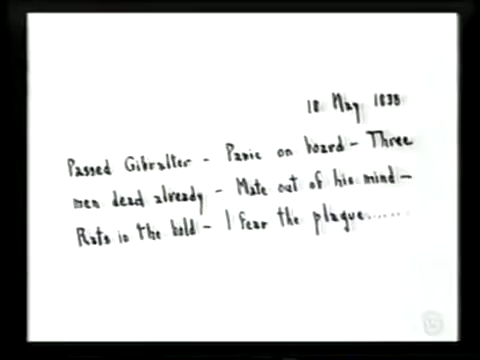 18 May 1838
Passed Gibralter - Panic on board - Three
men dead already - Mate out of his mind -
Rats in the hold - I fear the plague......